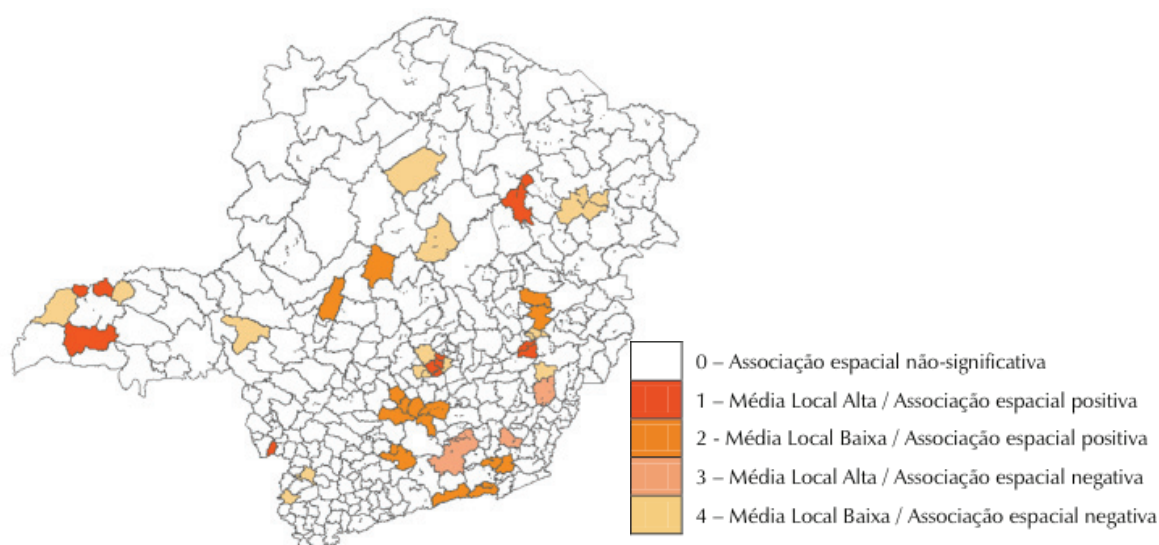 0 – Associação espacial não-significativa
1 – Média Local Alta / Associação espacial positiva
2 - Média Local Baixa / Associação espacial positiva
3 – Média Local Alta / Associação espacial negativa
4 – Média Local Baixa / Associação espacial negativa